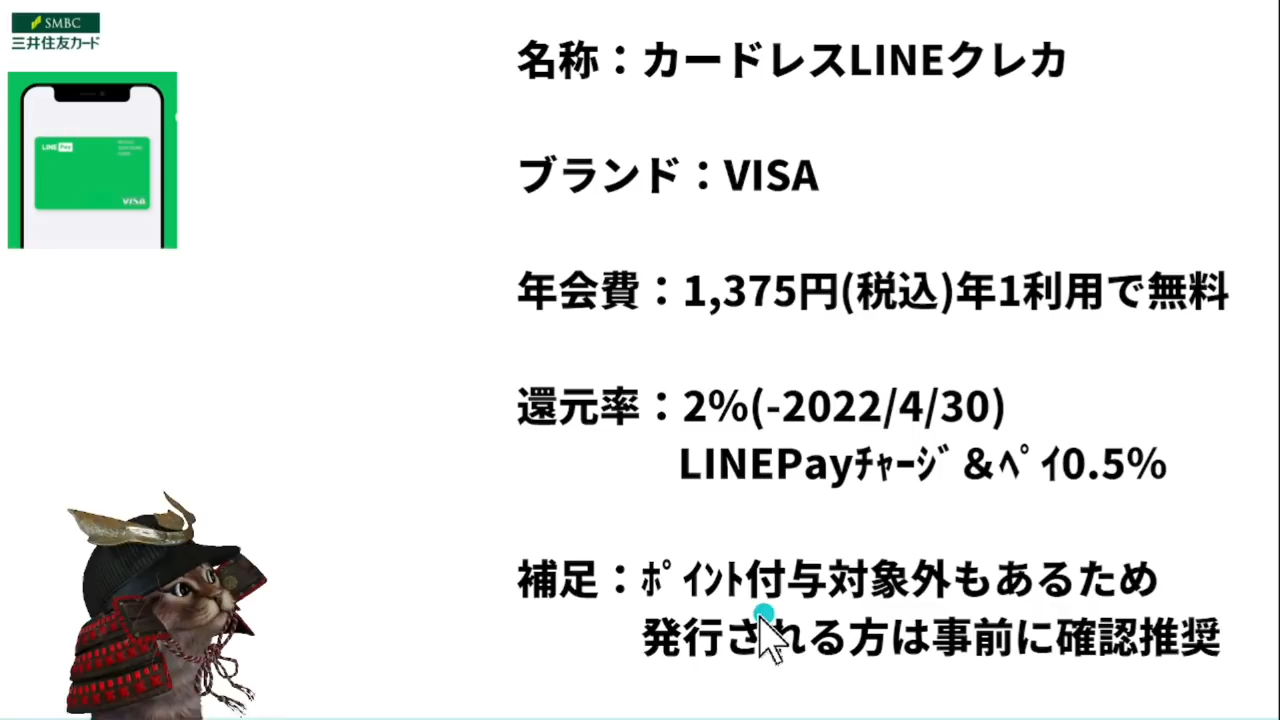 SMBC
三井住友カード
LINE Pay
VISA
名称：カードレスLINEクレカ
ブランド：VISA
年会費：1,375円(税込)年1利用で無料
還元率：2%(-2022/4/30)
LINEPayﾁｬｰｼﾞ＆ﾍﾟｲ0.5%
補足：ﾎﾟｲﾝﾄ付与対象外もあるため
発行される方は事前に確認推奨